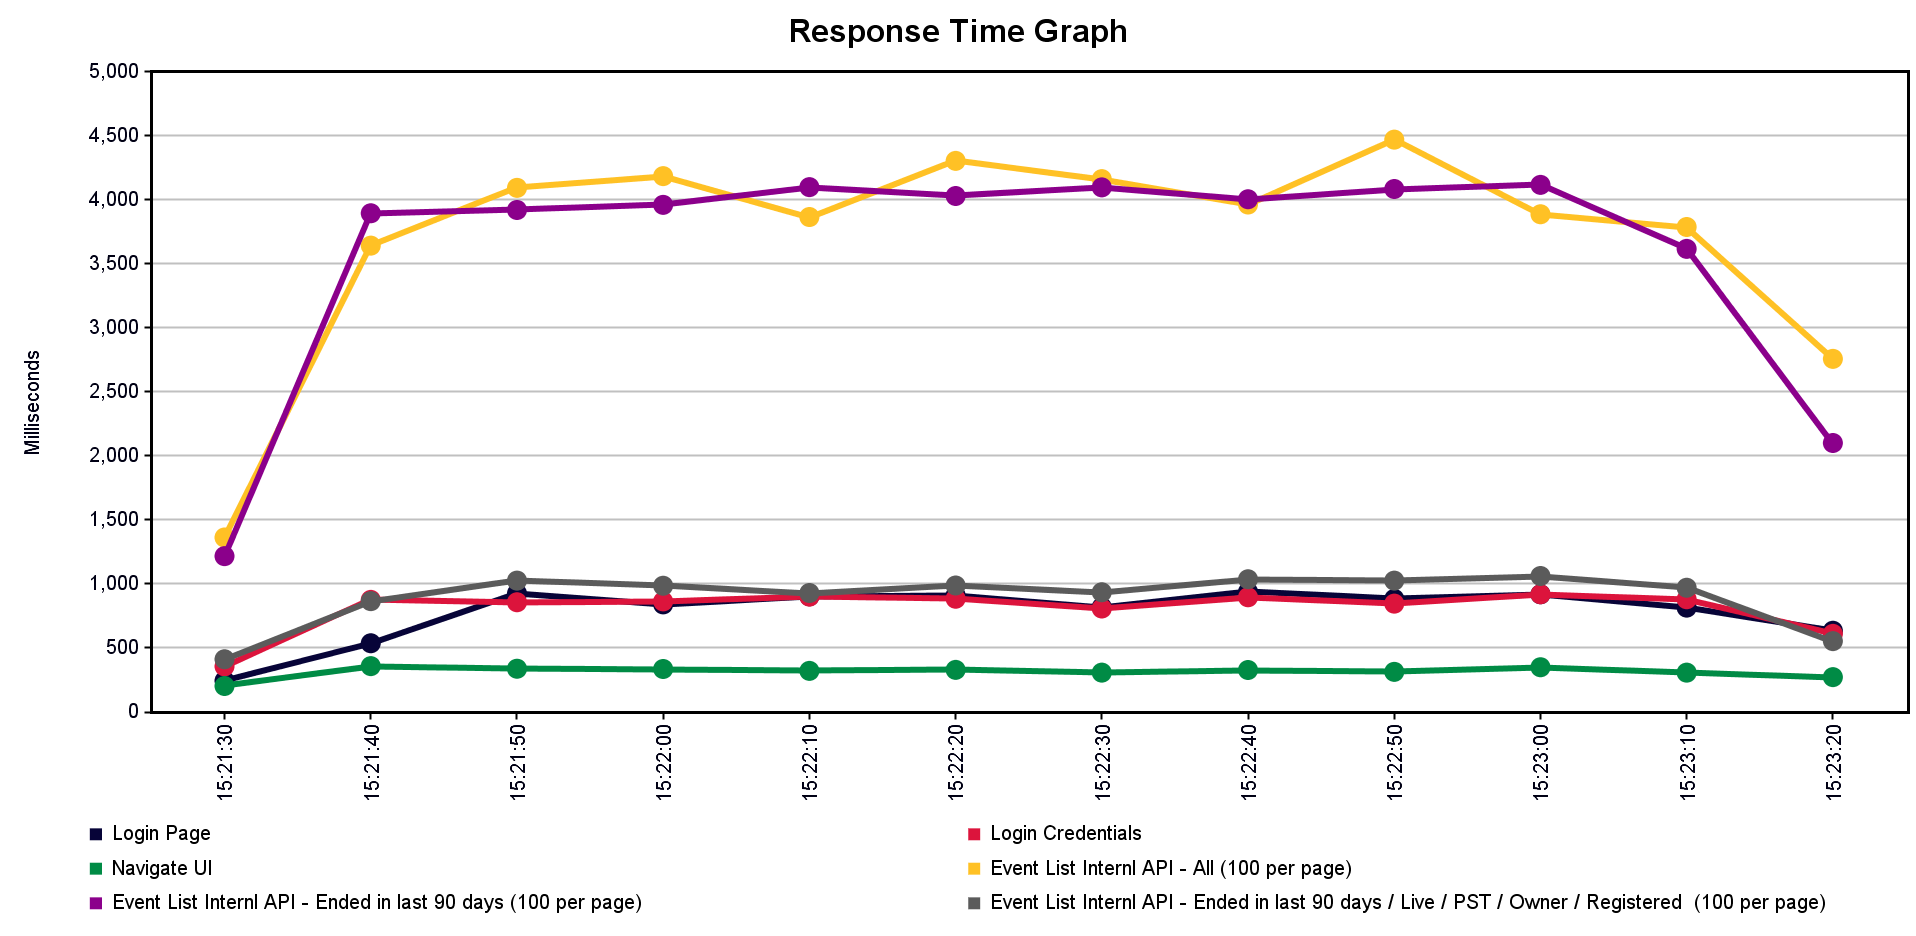 Response Time Graph
Milliseconds
5,000
4,500
4,000
3,500
3,000
2,500
2,000
1,500
1,000
500
0
15:21:30
15:21:40
15:21:50
15:22:00
15:22:10
15:22:20
15:22:30
15:22:40
15:22:50
15:23:00
15:23:10
15:23:20
Login Page
Login Credentials
Navigate UI
Event List Internl API - All (100 per page)
Event List Internl API - Ended in last 90 days (100 per page)
Event List Internl API - Ended in last 90 days / Live / PST / Owner / Registered  (100 per page)